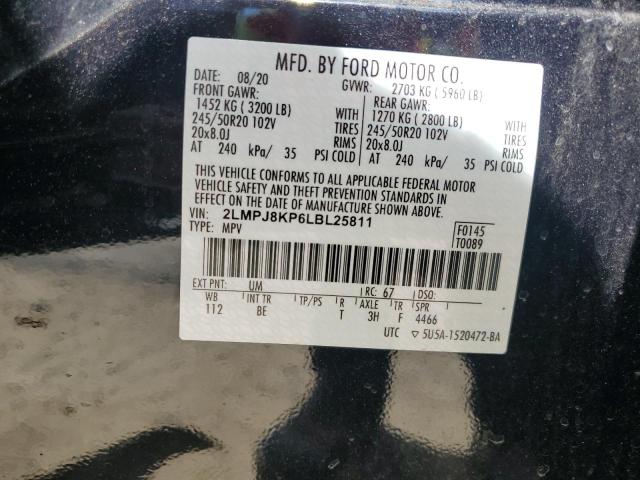 MFD. BY FORD MOTOR CO.
DATE: 08/20 GVWR: 2703 KG ( 5960 LB)
FRONT GAWR: REAR GAWR:
1452 KG ( 3200 LB) WITH 1270 KG ( 2800 LB) WITH
245/50R20 102V TIRES 245/50R20 102V TIRES
20x8.0J RIMS 20x8.0J RIMS
AT 240 kPa/ 35 PSI COLD AT 240 kPa/ 35 PSI COLD
THIS VEHICLE CONFORMS TO ALL APPLICABLE FEDERAL MOTOR
VEHICLE SAFETY AND THEFT PREVENTION STANDARDS IN
EFFECT ON THE DATE OF MANUFACTURE SHOWN ABOVE.
VIN: 2LMPJ8KP6LBL25811 F0145
TYPE: MPV T0089
EXT PNT: UM RC: 67 DSO:
WB INT TR TP/PS R AXLE TR SPR
112 BE T 3H F 4466
UTC ▽ 5U5A-1520472-BA